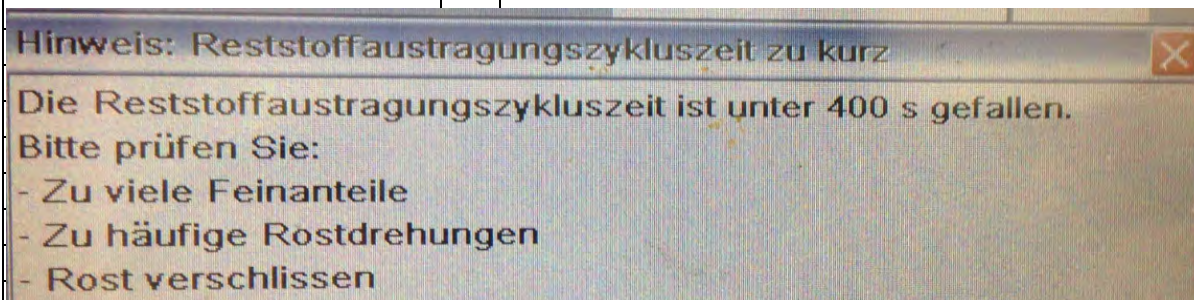 Hinweis: Reststoffaustragungszykluszeit zu kurz
Die Reststoffaustragungszykluszeit ist unter 400 s gefallen.
Bitte prüfen Sie:
- Zu viele Feinanteile
- Zu häufige Rostdrehungen
- Rost verschlissen